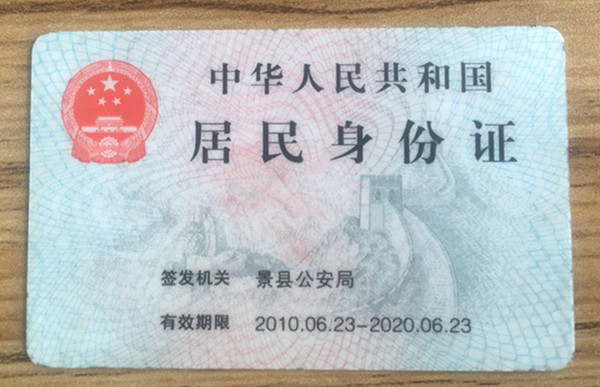 中华人民共和国
居民身份证
签发机关 景县公安局
有效期限 2010.06.23-2020.06.23